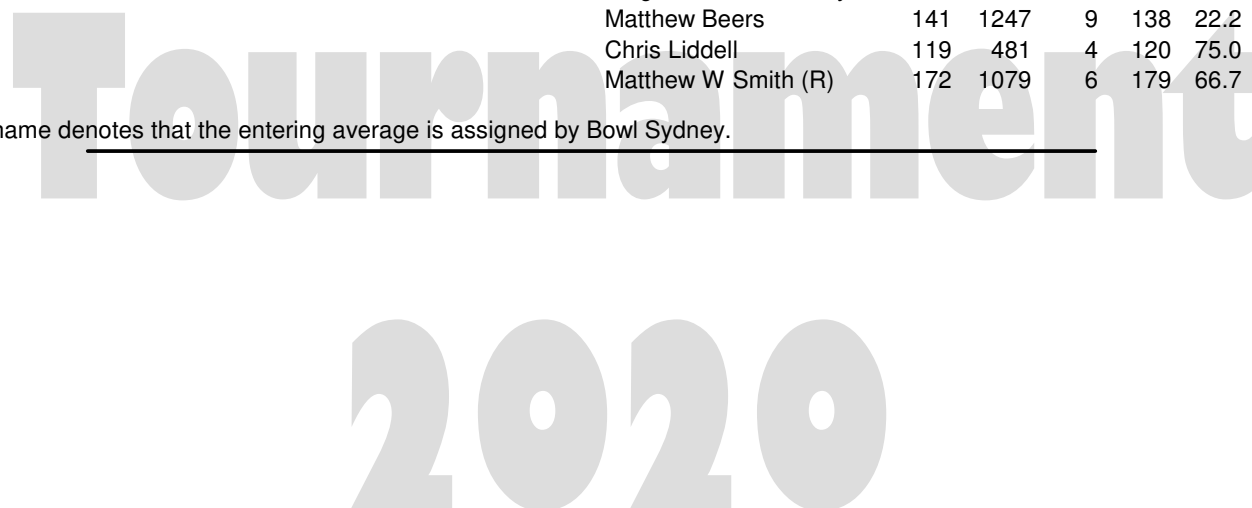 Matthew Beers 141 1247 9 138 22.2
Chris Liddell 119 481 4 120 75.0
Matthew W Smith (R) 172 1079 6 179 66.7
name denotes that the entering average is assigned by Bowl Sydney.
Tournament
2020